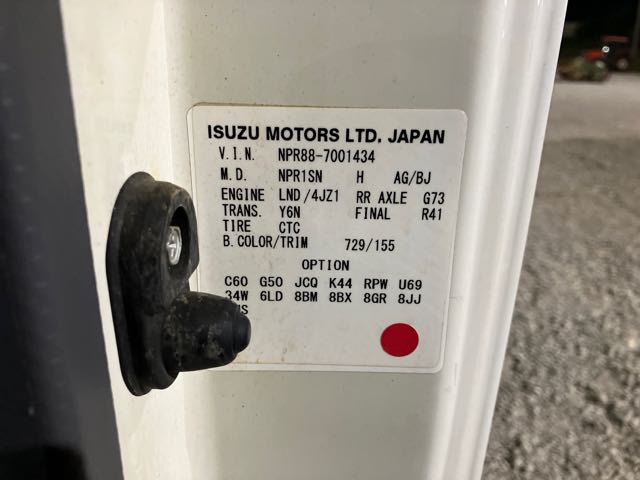 ISUZU MOTORS LTD. JAPAN
V.I.N. NPR88-7001434
M.D. NPR1SN H AG/BJ
ENGINE LND/4JZ1 RR AXLE G73
TRANS. Y6N FINAL R41
TIRE CTC
B.COLOR/TRIM 729/155
OPTION
C60 G50 JCQ K44 RPW U69
34W 6LD 8BM 8BX 8GR 8JJ